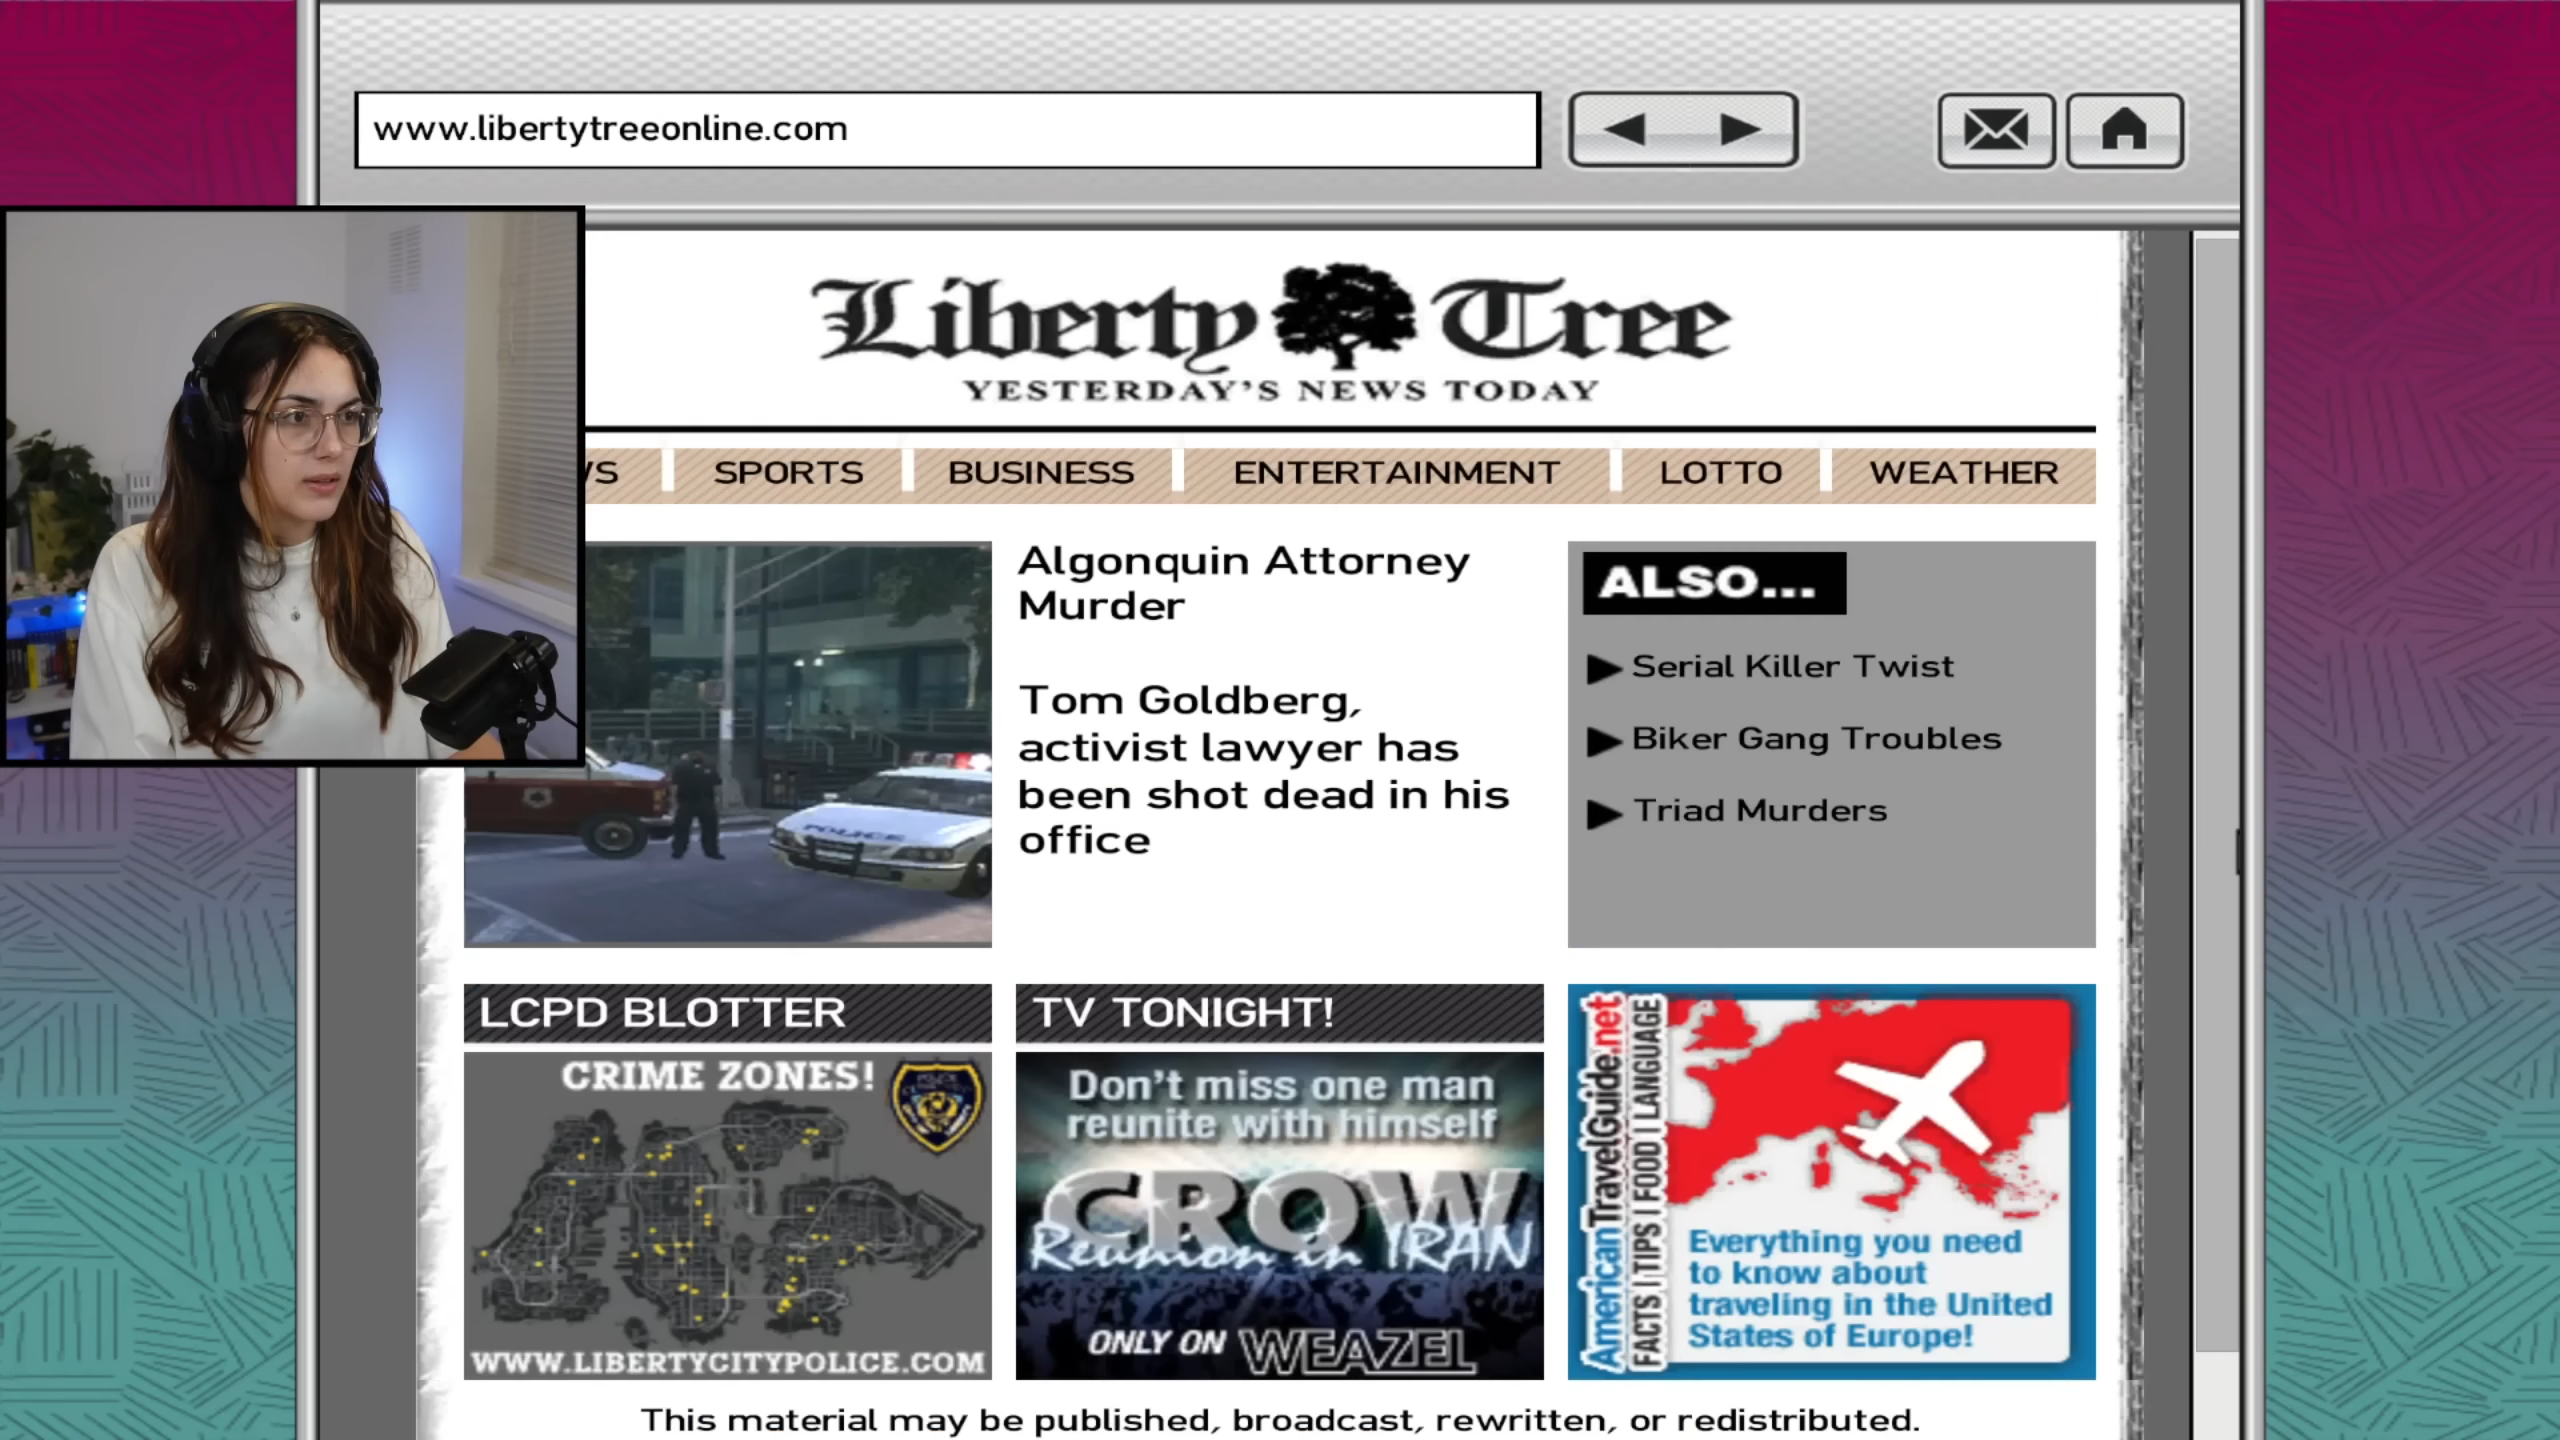 www.libertytreeonline.com
Liberty Tree
YESTERDAY'S NEWS TODAY
WS SPORTS BUSINESS ENTERTAINMENT LOTTO WEATHER
Algonquin Attorney
Murder
Tom Goldberg,
activist lawyer has
been shot dead in his
office
POLICE
ALSO...
Serial Killer Twist
Biker Gang Troubles
Triad Murders
LCPD BLOTTER
CRIME ZONES!
WWW.LIBERTYCITYPOLICE.COM
TV TONIGHT!
Don't miss one man
reunite with himself
CROW
Reunion in IRAN
ONLY ON WEAZEL
AmericanTravelGuide.net
FACTS | TIPS | FOOD | LANGUAGE
Everything you need
to know about
traveling in the United
States of Europe!
This material may be published, broadcast, rewritten, or redistributed.